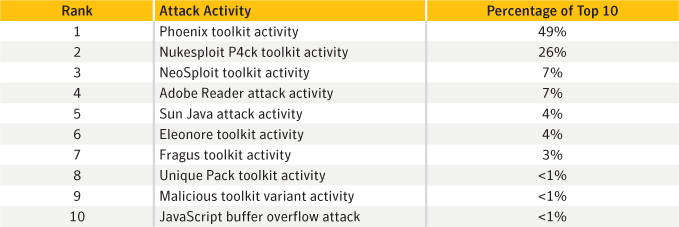 Rank Attack Activity Percentage of Top 10
1 Phoenix toolkit activity 49%
2 Nukesploit P4ck toolkit activity 26%
3 NeoSploit toolkit activity 7%
4 Adobe Reader attack activity 7%
5 Sun Java attack activity 4%
6 Eleonore toolkit activity 4%
7 Fragus toolkit activity 3%
8 Unique Pack toolkit activity <1%
9 Malicious toolkit variant activity <1%
10 JavaScript buffer overflow attack <1%